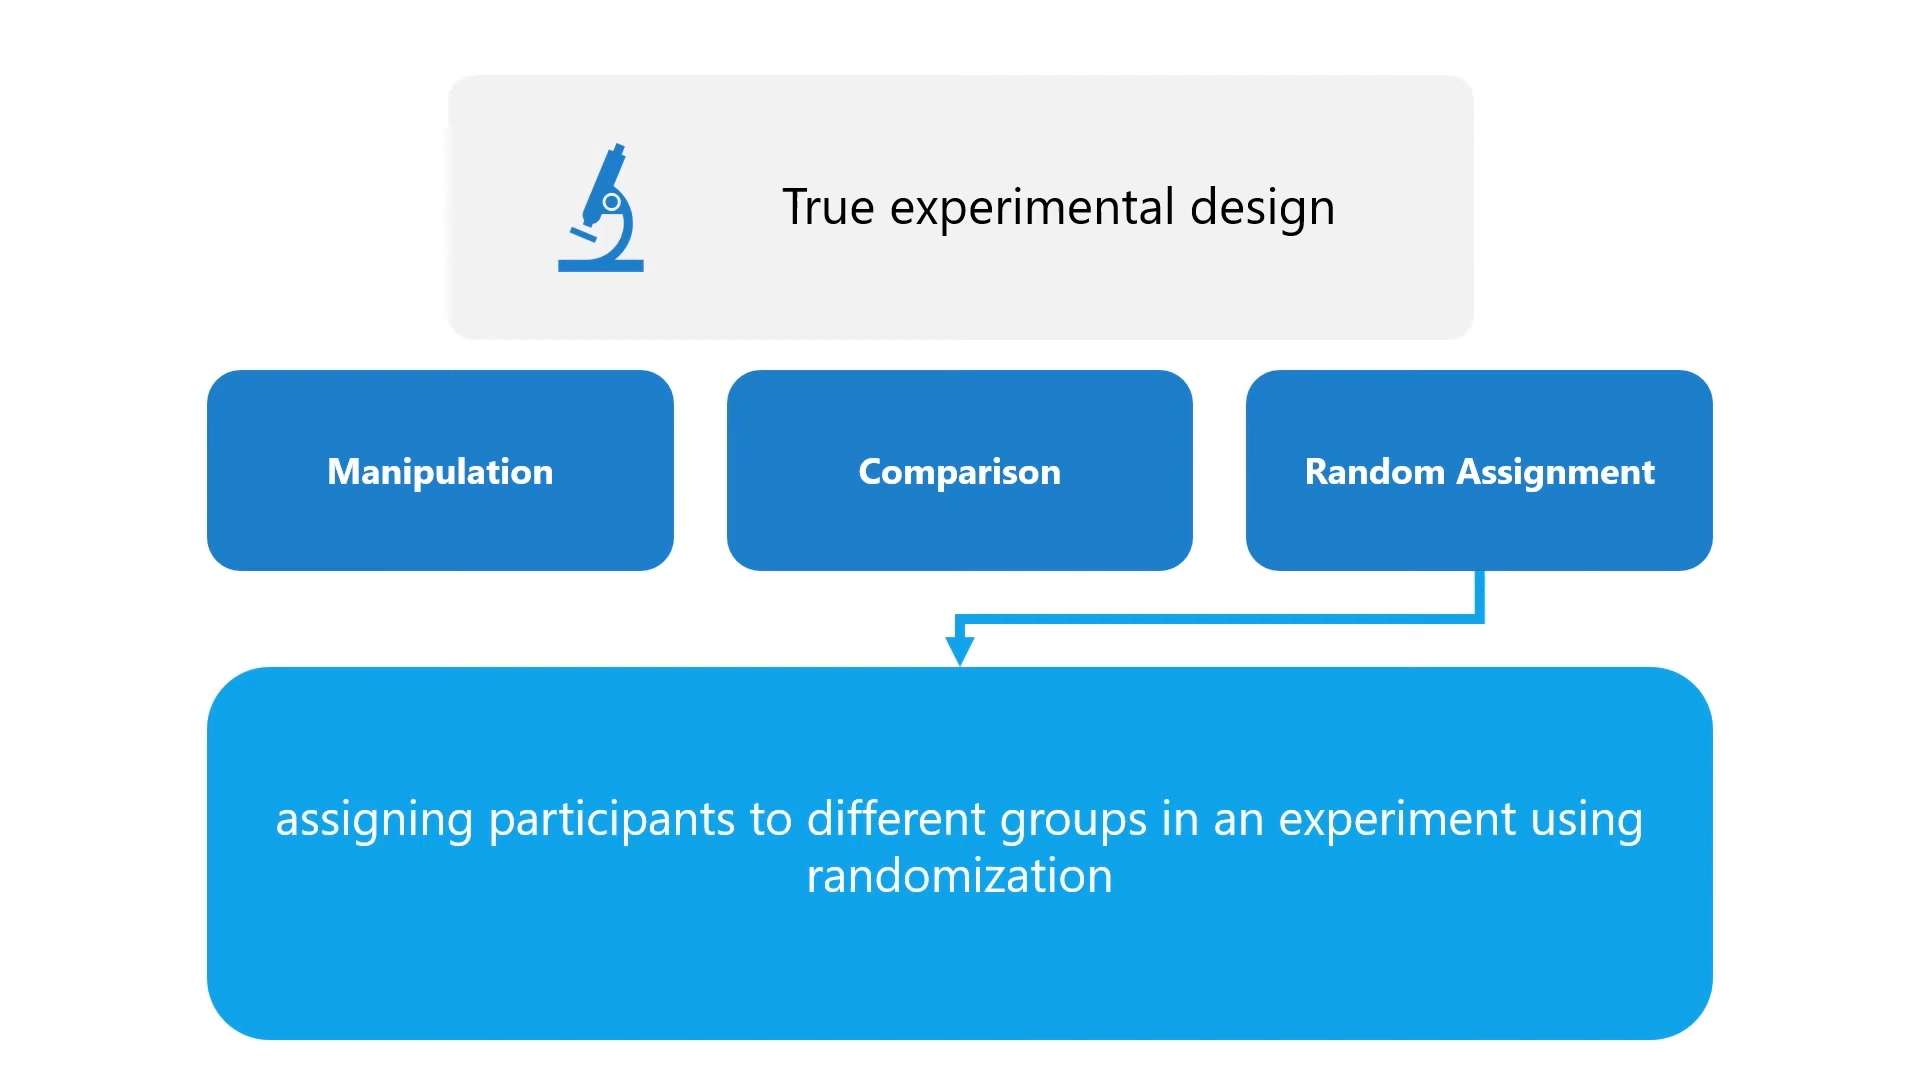 True experimental design
Manipulation
Comparison
Random Assignment
assigning participants to different groups in an experiment using
randomization